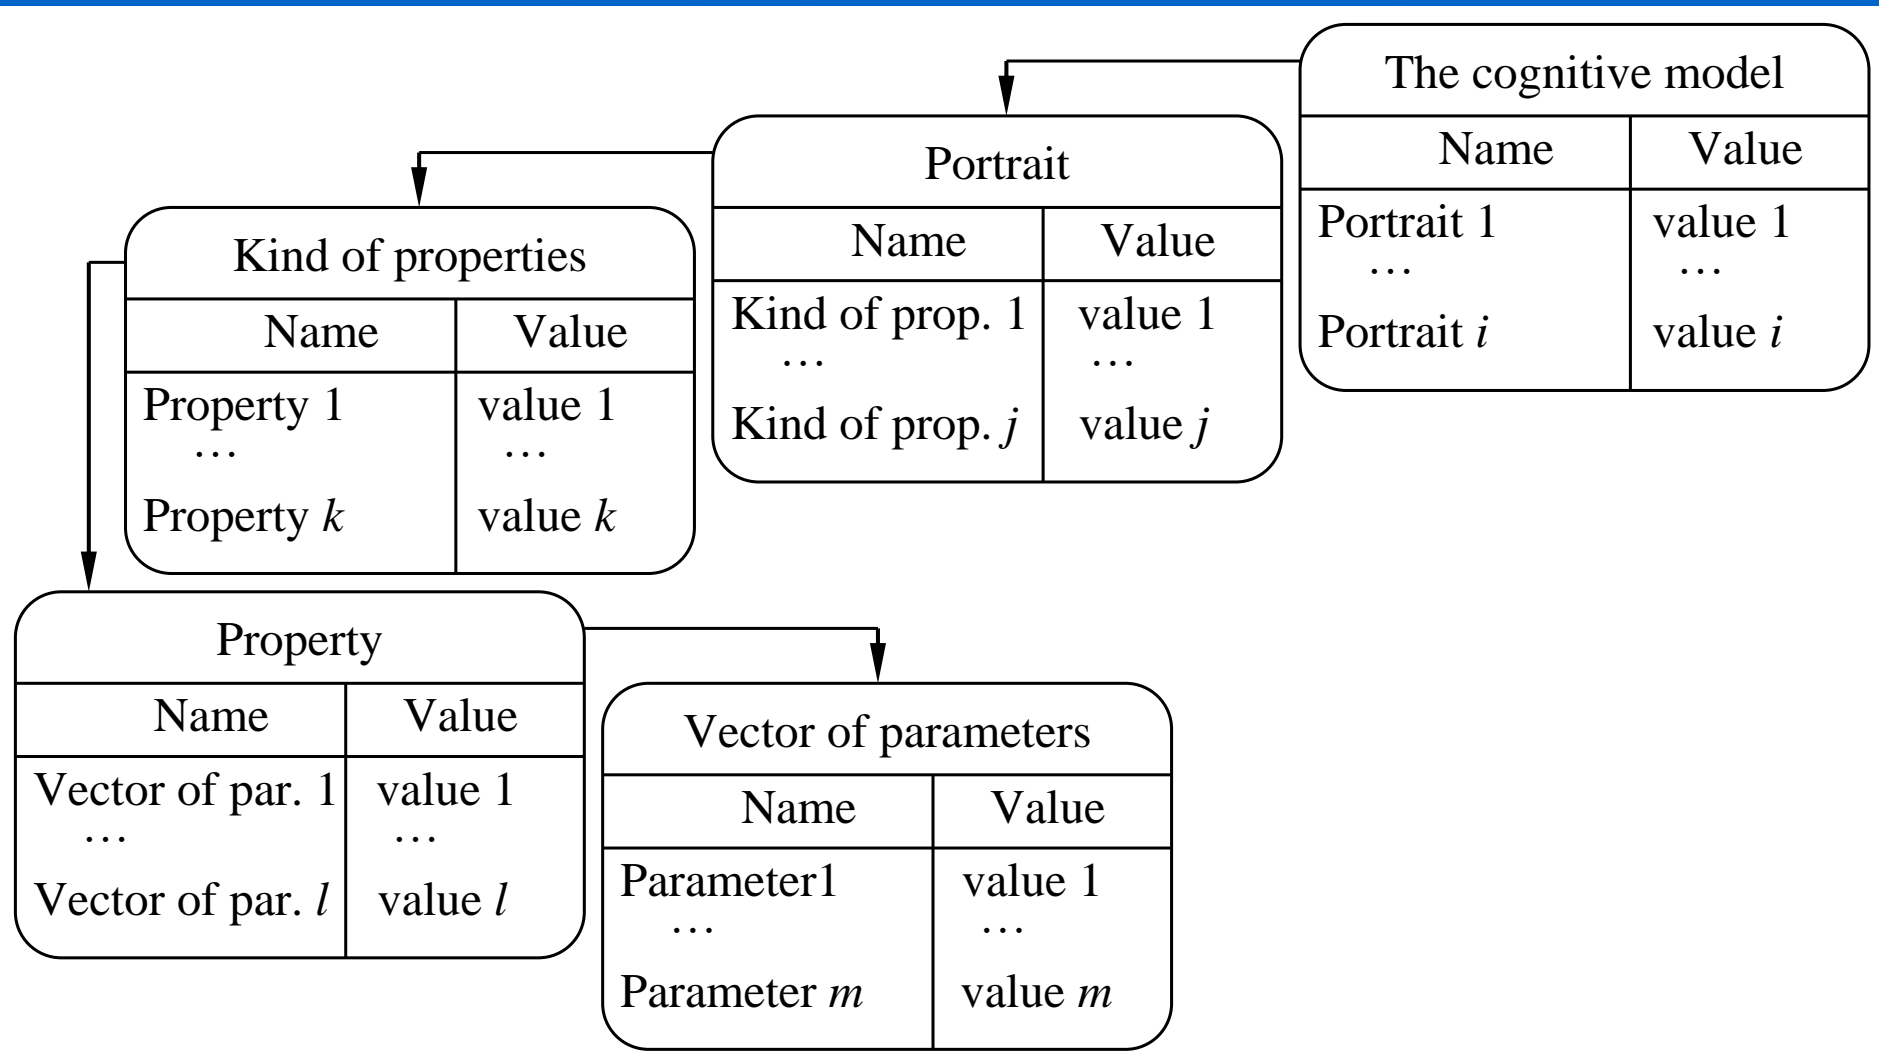 The cognitive model
Name Value
Portrait 1 value 1
… …
Portrait i value i
Portrait
Name Value
Kind of prop. 1 value 1
… …
Kind of prop. j value j
Kind of properties
Name Value
Property 1 value 1
… …
Property k value k
Property
Name Value
Vector of par. 1 value 1
… …
Vector of par. l value l
Vector of parameters
Name Value
Parameter1 value 1
… …
Parameter m value m